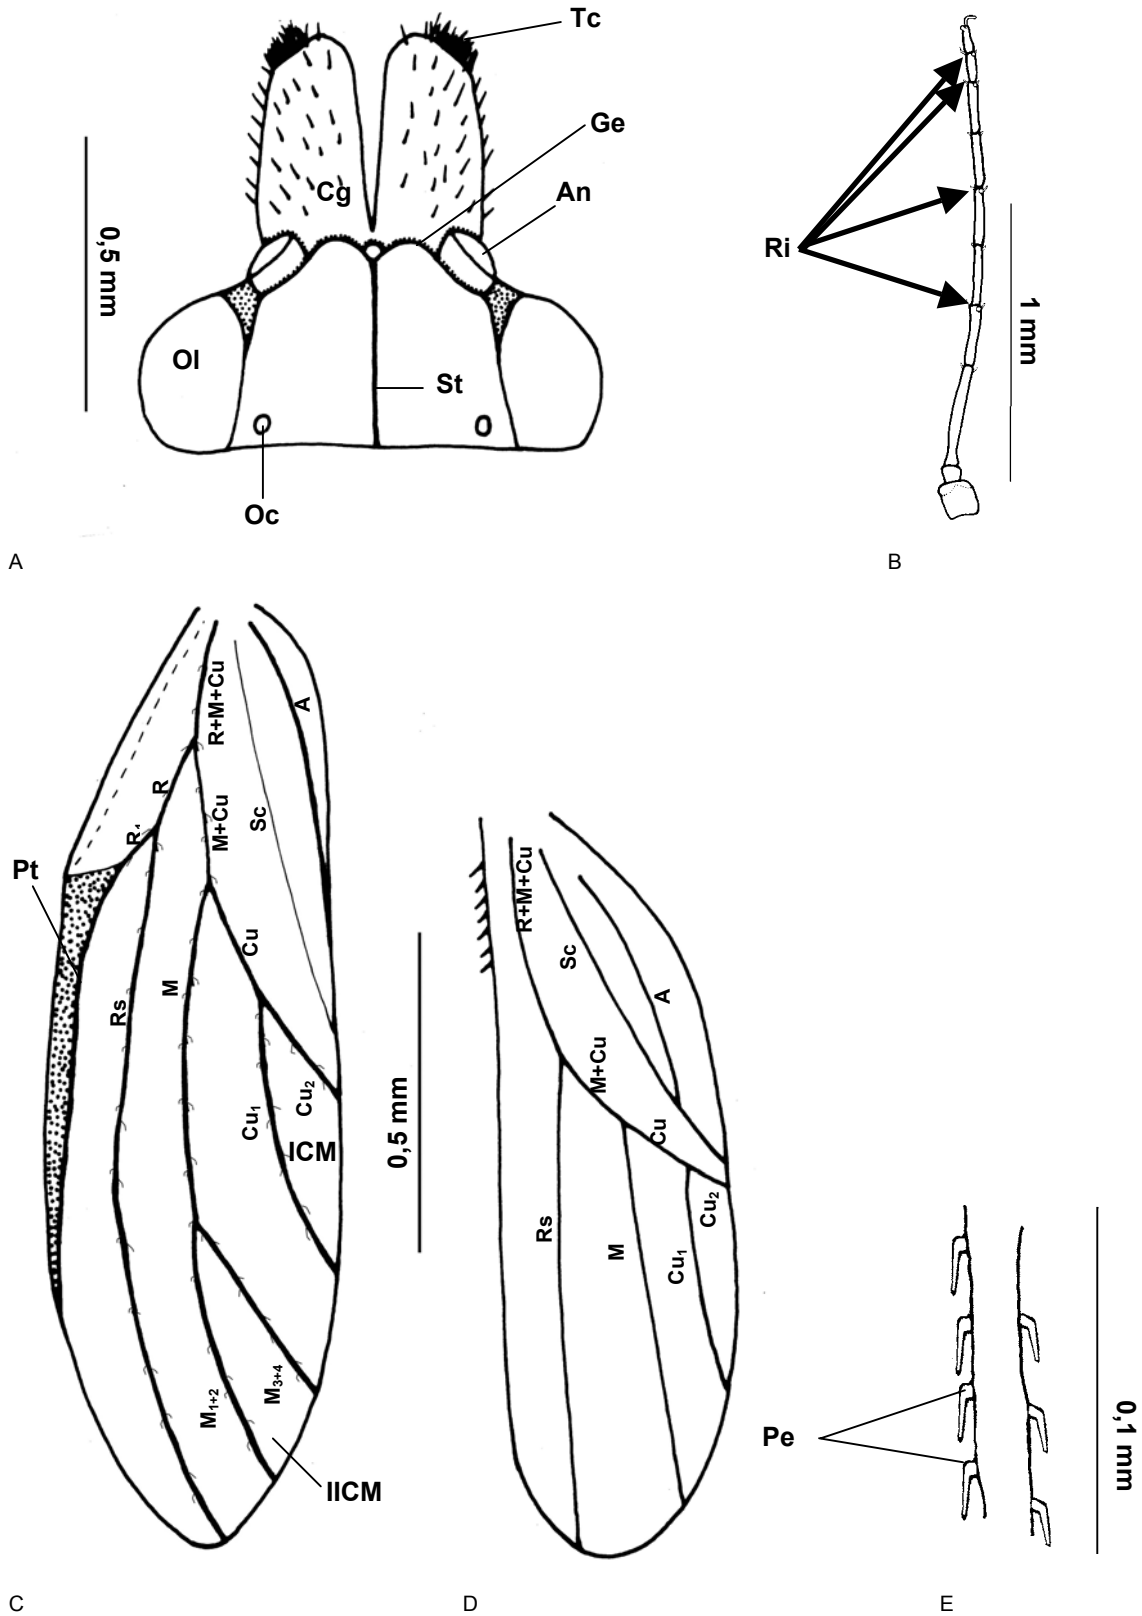 Tc
Ge
Cg
An
0,5 mm
Ol
St
Oc
A
Ri
1 mm
B
R+M+Cu
A
R
M+Cu
Sc
R₁
Pt
Cu
M
Rs
Cu₁
Cu₂
ICM
M₁₊₂
M₃₊₄
IICM
0,5 mm
C
R+M+Cu
Sc
A
M+Cu
Cu
Rs
M
Cu₁
Cu₂
D
Pe
0,1 mm
E